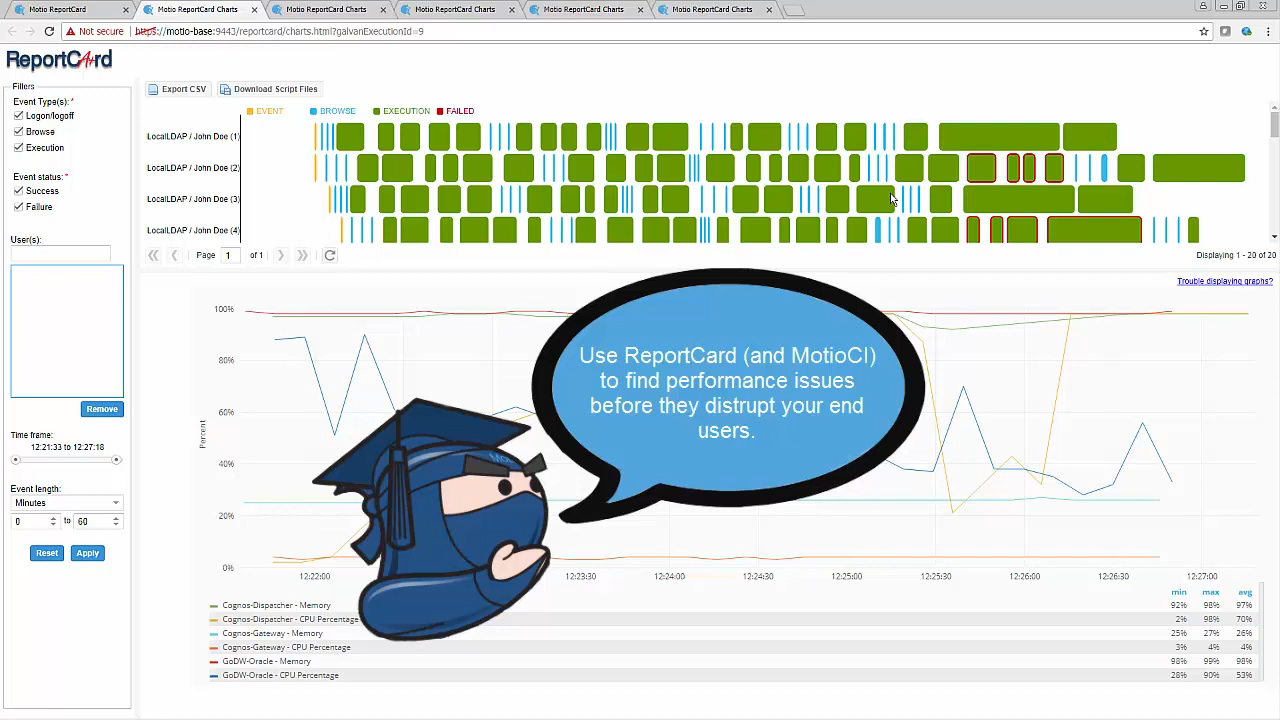 Motio ReportCard
Motio ReportCard Charts
Motio ReportCard Charts
Motio ReportCard Charts
Motio ReportCard Charts
Motio ReportCard Charts
Not secure
https://motio-base:9443/reportcard/charts.html?galvanExecutionId=9
ReportCard
Filters
Event Type(s):*
Logon/logoff
Browse
Execution
Event status:*
Success
Failure
User(s):
Remove
Time frame:
12:21:33 to 12:27:18
Event length:
Minutes
0 to 60
Reset Apply
Export CSV Download Script Files
EVENT BROWSE EXECUTION FAILED
LocalLDAP / John Doe (1)
LocalLDAP / John Doe (2)
LocalLDAP / John Doe (3)
LocalLDAP / John Doe (4)
Page 1 of 1
Displaying 1 - 20 of 20
Trouble displaying graphs?
Percent
100%
80%
60%
40%
20%
0%
12:22:00 12:23:30 12:24:00 12:24:30 12:25:00 12:25:30 12:26:00 12:26:30 12:27:00
Use ReportCard (and MotioCI)
to find performance issues
before they distrupt your end
users.
min max avg
Cognos-Dispatcher - Memory 92% 98% 97%
Cognos-Dispatcher - CPU Percentage 2% 98% 70%
Cognos-Gateway - Memory 25% 27% 26%
Cognos-Gateway - CPU Percentage 3% 4% 4%
GoDW-Oracle - Memory 98% 99% 98%
GoDW-Oracle - CPU Percentage 28% 90% 53%